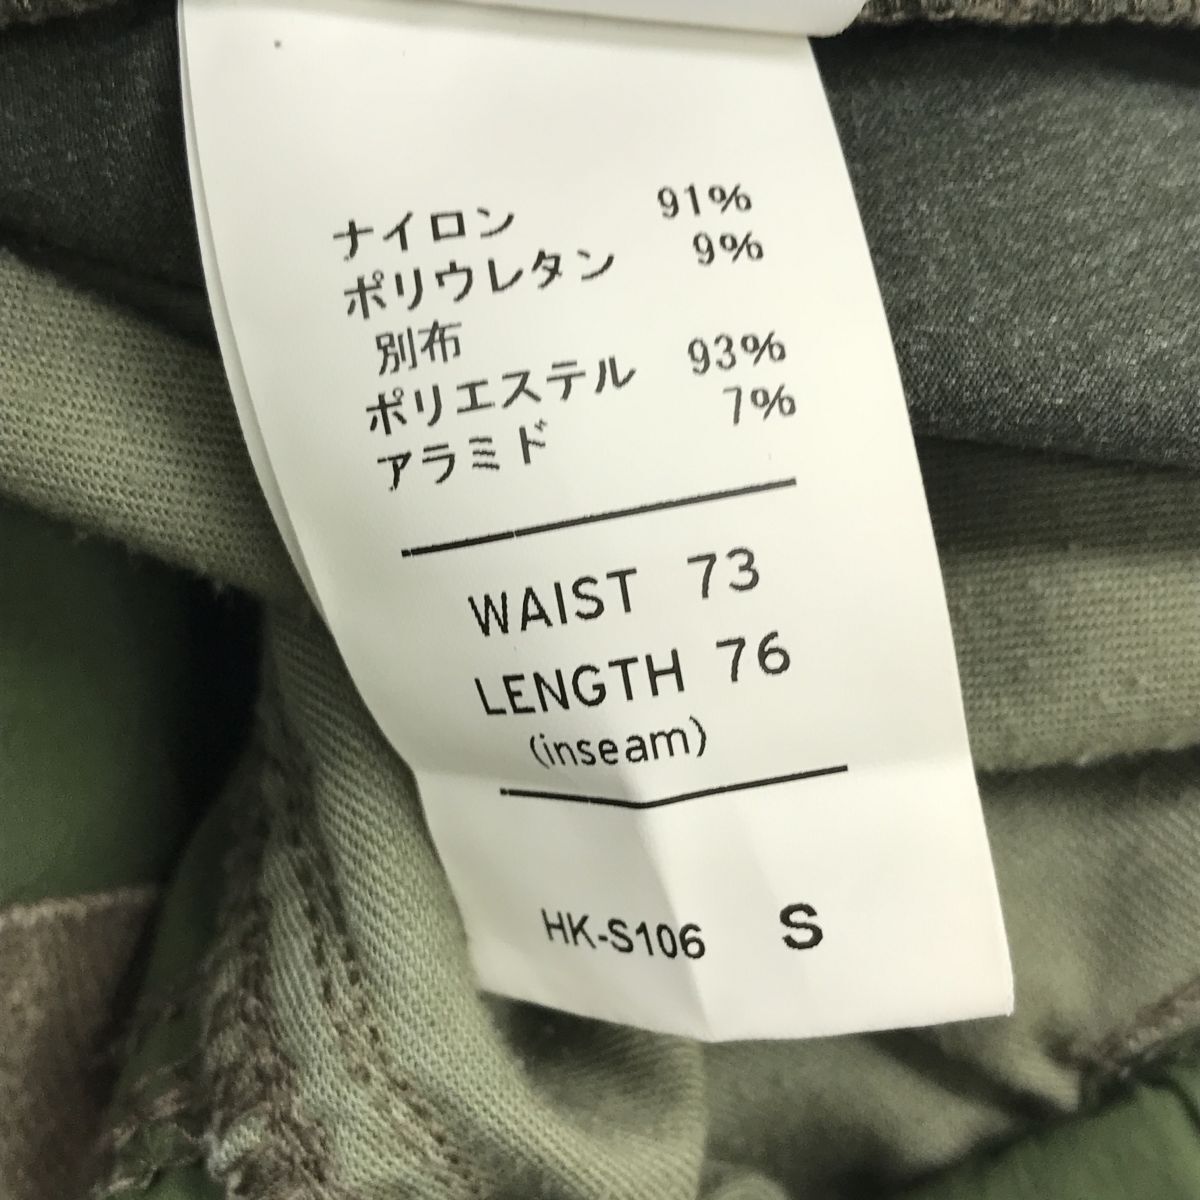 ナイロン 91%
ポリウレタン 9%
別布
ポリエステル 93%
アラミド 7%
WAIST 73
LENGTH 76
(inseam)
HK-S106 S